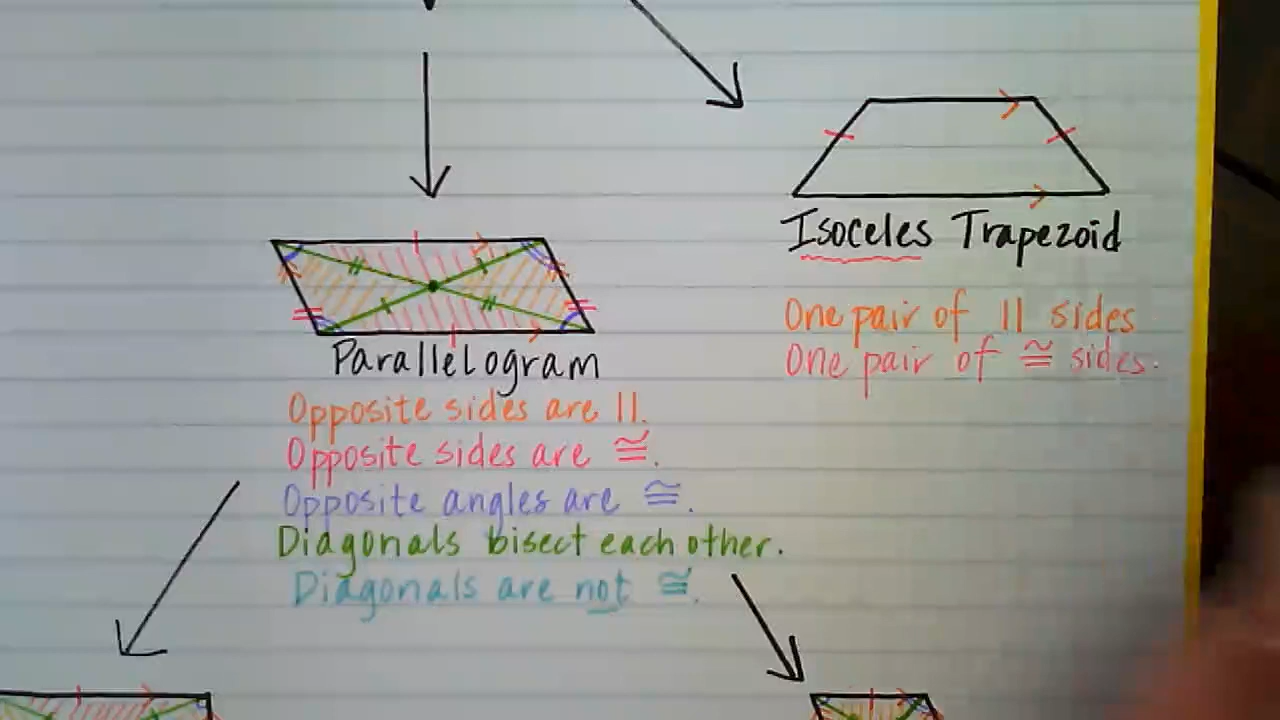 Isoceles Trapezoid
One pair of || sides
One pair of ≅ sides.
Parallelogram
Opposite sides are ||.
Opposite sides are ≅.
Opposite angles are ≅.
Diagonals bisect each other.
Diagonals are not ≅.